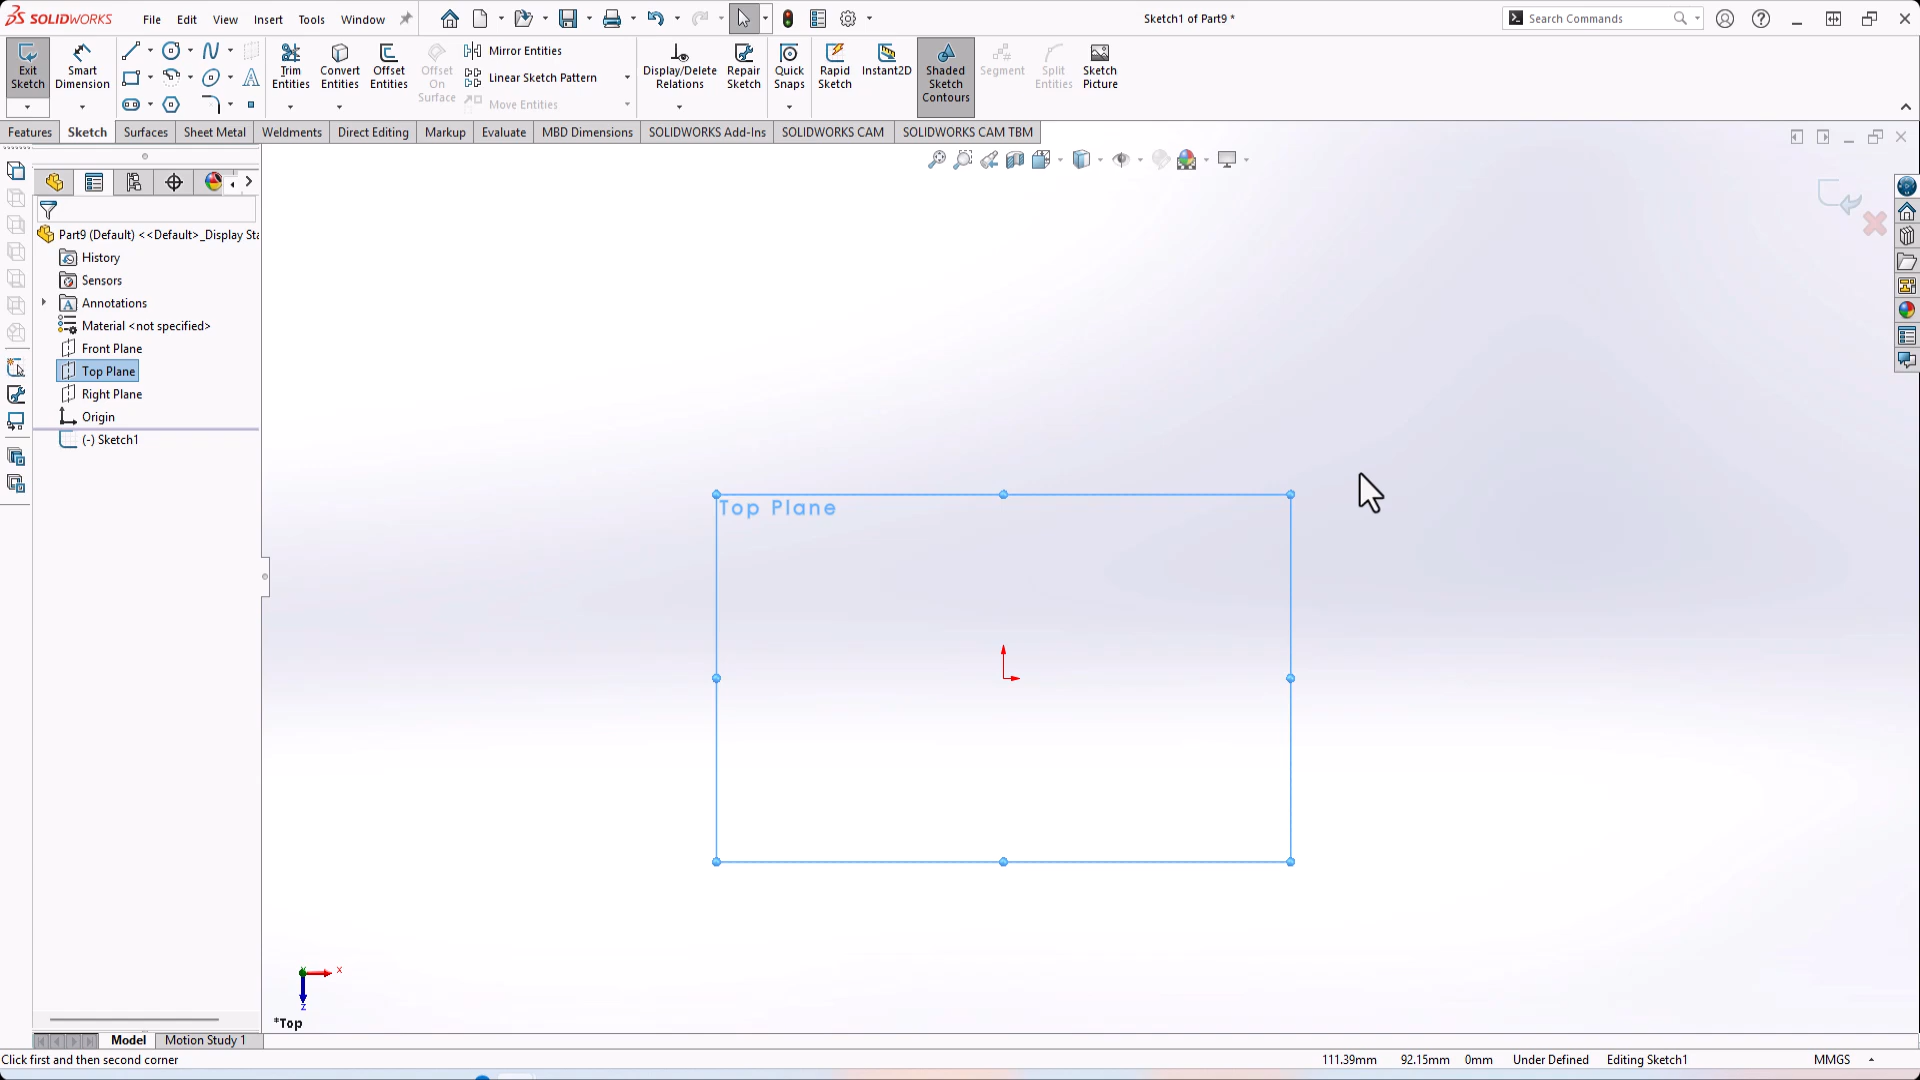 SOLIDWORKS File Edit View Insert Tools Window Sketch1 of Part9 * Search Commands
Exit Sketch
Smart Dimension
Trim Entities
Convert Entities
Offset Entities
Offset On Surface
Mirror Entities
Linear Sketch Pattern
Move Entities
Display/Delete Relations
Repair Sketch
Quick Snaps
Rapid Sketch
Instant2D
Shaded Sketch Contours
Segment
Split Entities
Sketch Picture
Features Sketch Surfaces Sheet Metal Weldments Direct Editing Markup Evaluate MBD Dimensions SOLIDWORKS Add-Ins SOLIDWORKS CAM SOLIDWORKS CAM TBM
Part9 (Default) <<Default>_Display Sta
History
Sensors
Annotations
Material <not specified>
Front Plane
Top Plane
Right Plane
Origin
(-) Sketch1
Top Plane
Y X
Z
*Top
Model Motion Study 1
Click first and then second corner 111.39mm 92.15mm 0mm Under Defined Editing Sketch1 MMGS